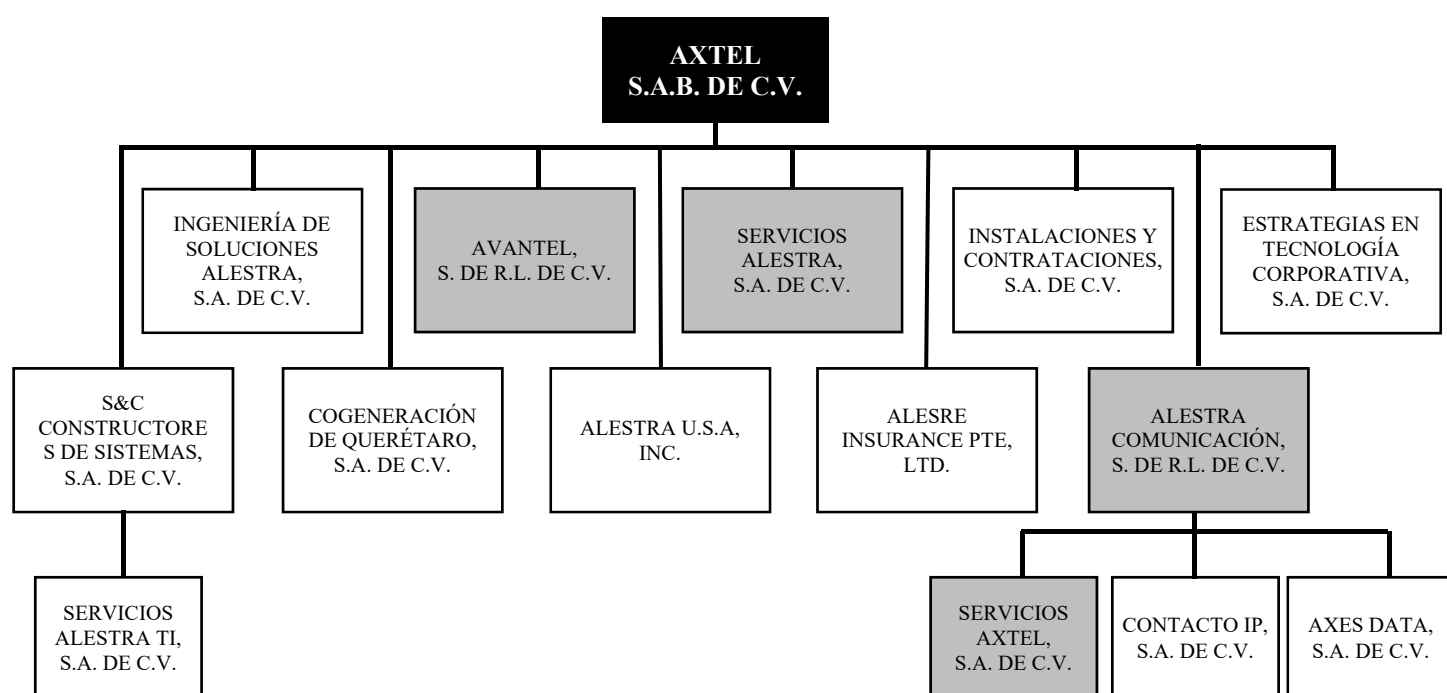 AXTEL
S.A.B. DE C.V.
INGENIERÍA DE
SOLUCIONES
ALESTRA,
S.A. DE C.V.
AVANTEL,
S. DE R.L. DE C.V.
SERVICIOS
ALESTRA,
S.A. DE C.V.
INSTALACIONES Y
CONTRATACIONES,
S.A. DE C.V.
ESTRATEGIAS EN
TECNOLOGÍA
CORPORATIVA,
S.A. DE C.V.
S&C
CONSTRUCTORE
S DE SISTEMAS,
S.A. DE C.V.
COGENERACIÓN
DE QUERÉTARO,
S.A. DE C.V.
ALESTRA U.S.A,
INC.
ALESRE
INSURANCE PTE,
LTD.
ALESTRA
COMUNICACIÓN,
S. DE R.L. DE C.V.
SERVICIOS
ALESTRA TI,
S.A. DE C.V.
SERVICIOS
AXTEL,
S.A. DE C.V.
CONTACTO IP,
S.A. DE C.V.
AXES DATA,
S.A. DE C.V.